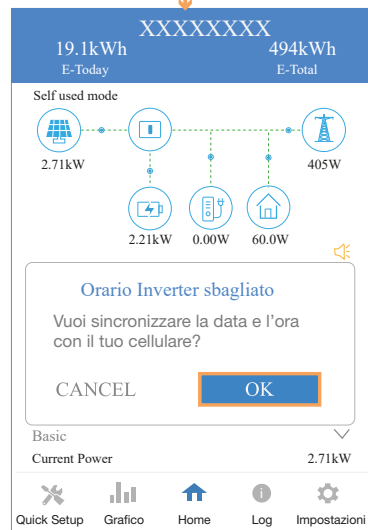 XXXXXXXX
19.1kWh 494kWh
E-Today E-Total
Self used mode
2.71kW 405W
2.21kW 0.00W 60.0W
Orario Inverter sbagliato
Vuoi sincronizzare la data e l'ora
con il tuo cellulare?
CANCEL OK
Basic
Current Power 2.71kW
Quick Setup Grafico Home Log Impostazioni